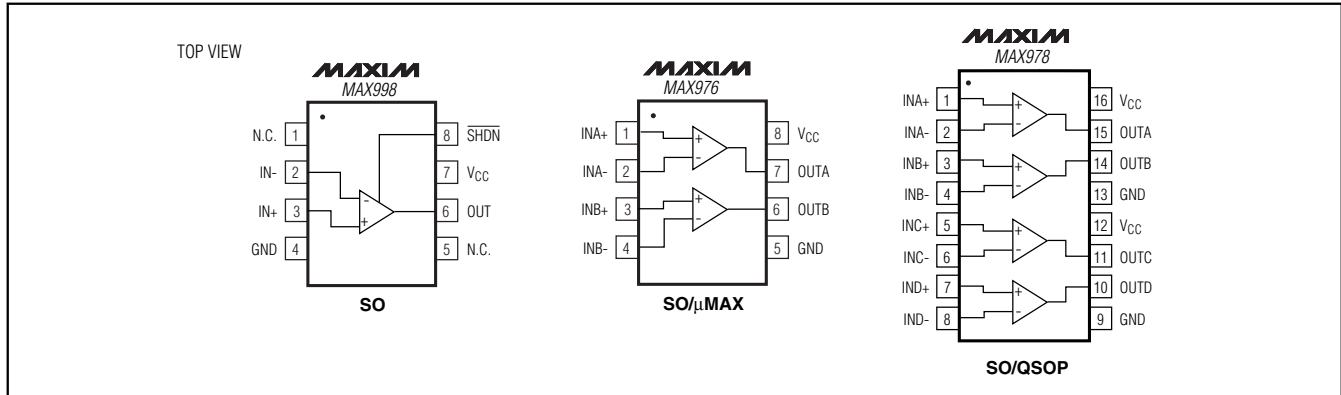 TOP VIEW
MAXIM
MAX998
N.C. 1
IN- 2
IN+ 3
GND 4
8 SHDN
7 VCC
6 OUT
5 N.C.
-
+
SO
MAXIM
MAX976
INA+ 1
INA- 2
INB+ 3
INB- 4
8 VCC
7 OUTA
6 OUTB
5 GND
+
-
+
-
SO/μMAX
MAXIM
MAX978
INA+ 1
INA- 2
INB+ 3
INB- 4
INC+ 5
INC- 6
IND+ 7
IND- 8
16 VCC
15 OUTA
14 OUTB
13 GND
12 VCC
11 OUTC
10 OUTD
9 GND
+
-
+
-
+
-
+
-
SO/QSOP